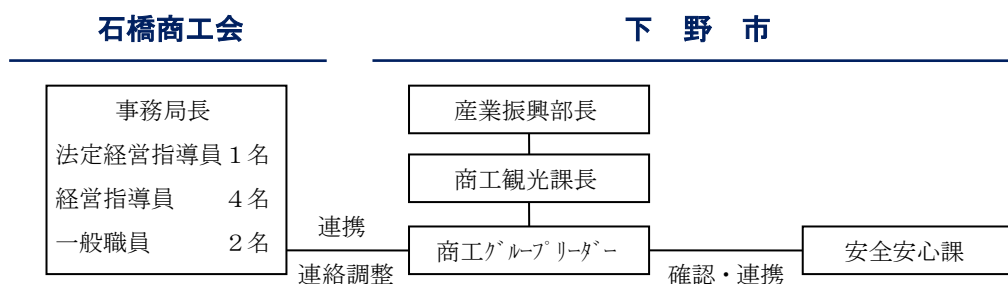 石橋商工会
下 野 市
事務局長
法定経営指導員 1名
経営指導員 4名
一般職員 2名
産業振興部長
商工観光課長
連携
商工ｸﾞﾙｰﾌﾟﾘｰﾀﾞｰ
安全安心課
連絡調整
確認・連携